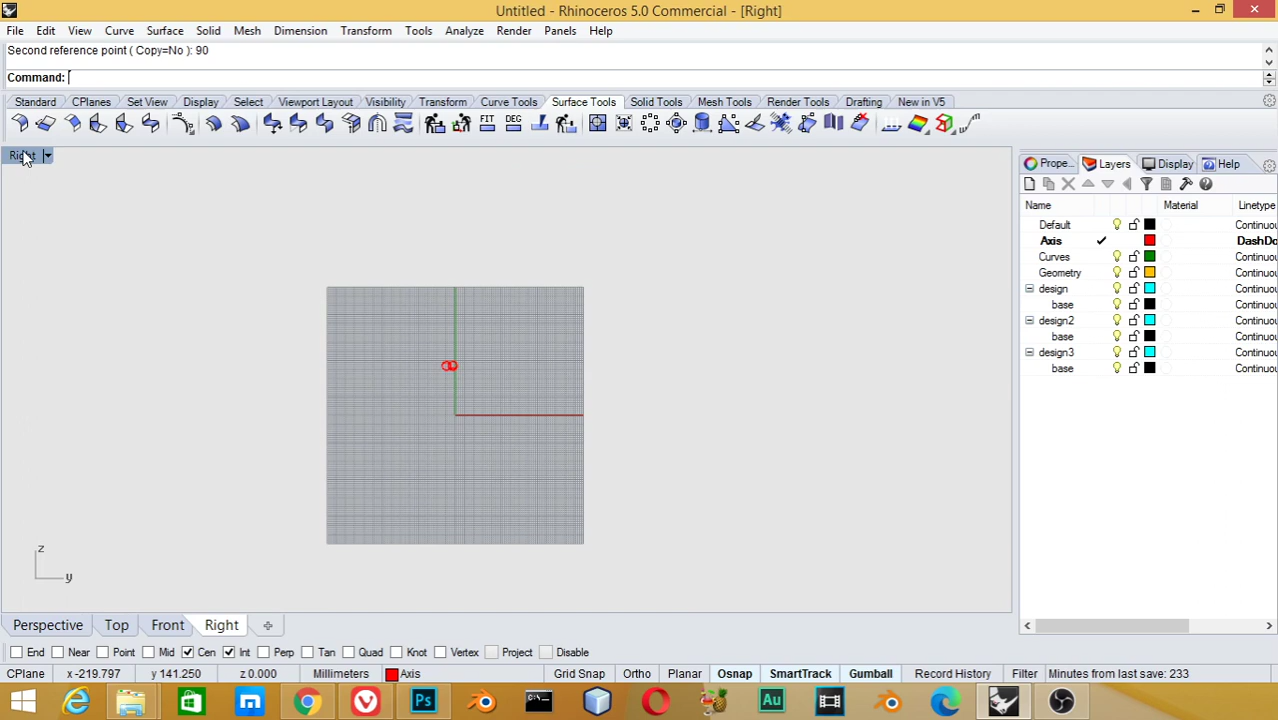 Untitled - Rhinoceros 5.0 Commercial - [Right]
File Edit View Curve Surface Solid Mesh Dimension Transform Tools Analyze Render Panels Help
Second reference point ( Copy=No ): 90
Command:
Standard CPlanes Set View Display Select Viewport Layout Visibility Transform Curve Tools Surface Tools Solid Tools Mesh Tools Render Tools Drafting New in V5
FIT DEG
Right
Prope... Layers Display Help
Name Material Linetype
Default Continuou
Axis DashDo
Curves Continuou
Geometry Continuou
design Continuou
base Continuou
design2 Continuou
base Continuou
design3 Continuou
base Continuou
z
y
Perspective Top Front Right
End Near Point Mid Cen Int Perp Tan Quad Knot Vertex Project Disable
CPlane x -219.797 y 141.250 z 0.000 Millimeters Axis Grid Snap Ortho Planar Osnap SmartTrack Gumball Record History Filter Minutes from last save: 233
Ps Au